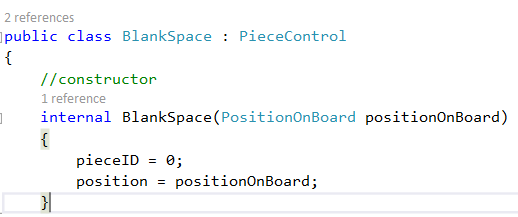 2 references
public class BlankSpace : PieceControl
{
//constructor
1 reference
internal BlankSpace(PositionOnBoard positionOnBoard)
{
pieceID = 0;
position = positionOnBoard;
}